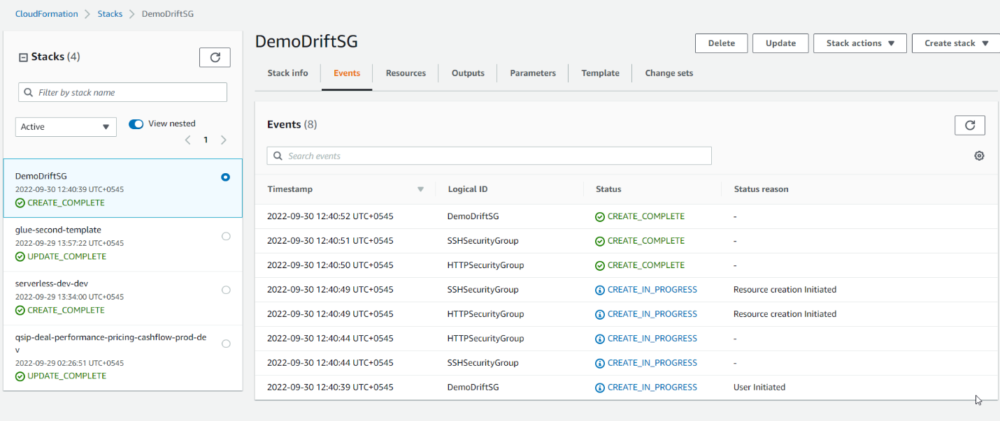 CloudFormation > Stacks > DemoDriftSG
Stacks (4)
Filter by stack name
Active
View nested
1
DemoDriftSG
2022-09-30 12:40:39 UTC+0545
CREATE_COMPLETE
glue-second-template
2022-09-29 13:57:22 UTC+0545
UPDATE_COMPLETE
serverless-dev-dev
2022-09-29 13:34:00 UTC+0545
CREATE_COMPLETE
qsip-deal-performance-pricing-cashflow-prod-de
v
2022-09-29 02:26:51 UTC+0545
UPDATE_COMPLETE
DemoDriftSG
Delete Update Stack actions Create stack
Stack info Events Resources Outputs Parameters Template Change sets
Events (8)
Search events
Timestamp Logical ID Status Status reason
2022-09-30 12:40:52 UTC+0545 DemoDriftSG CREATE_COMPLETE -
2022-09-30 12:40:51 UTC+0545 SSHSecurityGroup CREATE_COMPLETE -
2022-09-30 12:40:50 UTC+0545 HTTPSecurityGroup CREATE_COMPLETE -
2022-09-30 12:40:49 UTC+0545 SSHSecurityGroup CREATE_IN_PROGRESS Resource creation Initiated
2022-09-30 12:40:49 UTC+0545 HTTPSecurityGroup CREATE_IN_PROGRESS Resource creation Initiated
2022-09-30 12:40:44 UTC+0545 HTTPSecurityGroup CREATE_IN_PROGRESS -
2022-09-30 12:40:44 UTC+0545 SSHSecurityGroup CREATE_IN_PROGRESS -
2022-09-30 12:40:39 UTC+0545 DemoDriftSG CREATE_IN_PROGRESS User Initiated